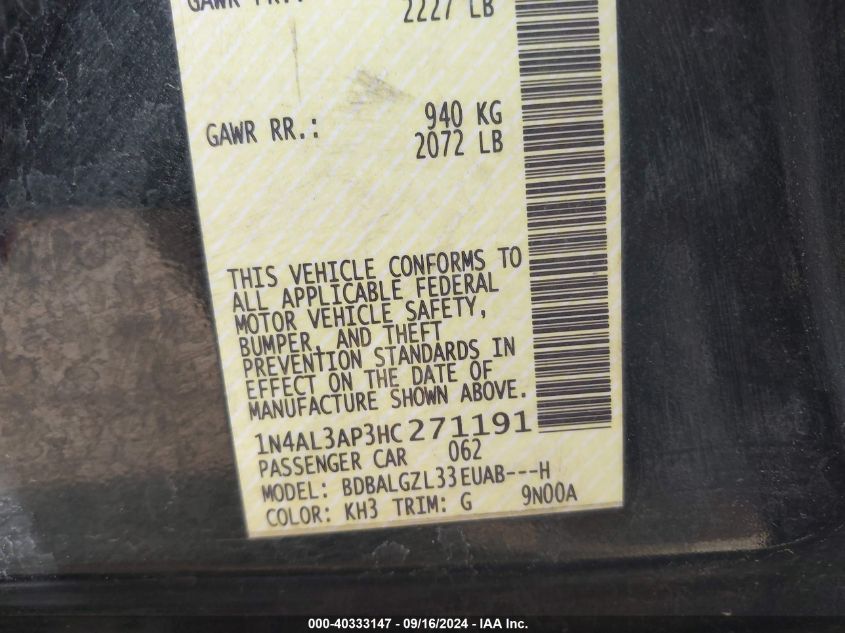 GAWR FR.:
2227 LB
GAWR RR.: 940 KG
2072 LB
THIS VEHICLE CONFORMS TO
ALL APPLICABLE FEDERAL
MOTOR VEHICLE SAFETY,
BUMPER, AND THEFT
PREVENTION STANDARDS IN
EFFECT ON THE DATE OF
MANUFACTURE SHOWN ABOVE.
1N4AL3AP3HC271191
PASSENGER CAR 062
MODEL: BDBALGZL33EUAB---H
COLOR: KH3 TRIM: G 9N00A
000-40333147 - 09/16/2024 - IAA Inc.